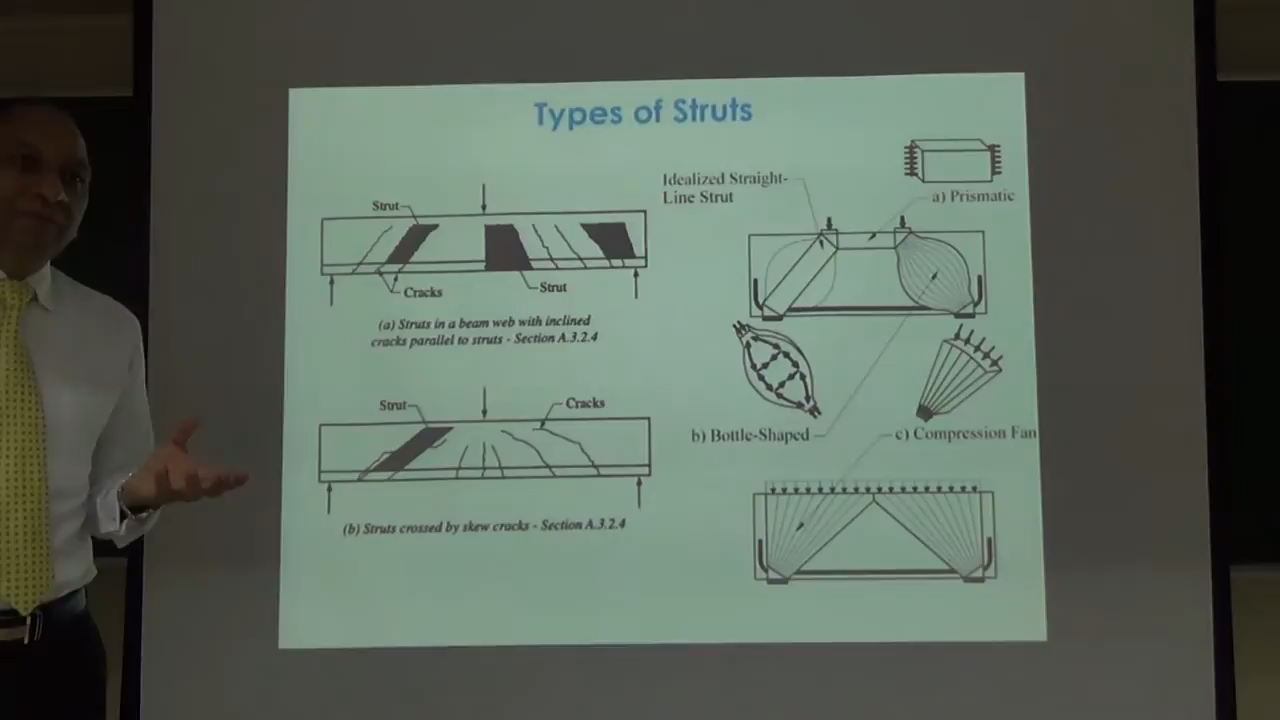 Types of Struts
Strut
Cracks
Strut
(a) Struts in a beam web with inclined
cracks parallel to struts - Section A.3.2.4
Strut
Cracks
(b) Struts crossed by skew cracks - Section A.3.2.4
Idealized Straight-
Line Strut
a) Prismatic
b) Bottle-Shaped
c) Compression Fan